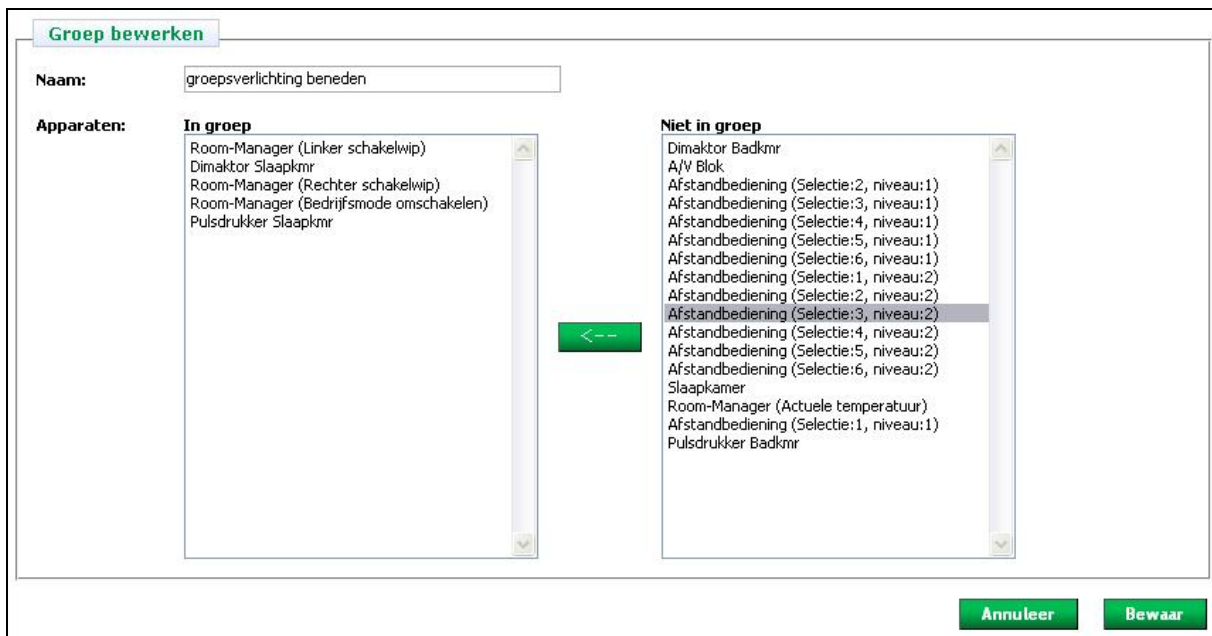 Groep bewerken
Naam:
groepsverlichting beneden
Apparaten:
In groep
Room-Manager (Linker schakelwip)
Dimaktor Slaapkmr
Room-Manager (Rechter schakelwip)
Room-Manager (Bedrijfsmode omschakelen)
Pulsdrukker Slaapkmr
<--
Niet in groep
Dimaktor Badkmr
A/V Blok
Afstandbediening (Selectie:2, niveau:1)
Afstandbediening (Selectie:3, niveau:1)
Afstandbediening (Selectie:4, niveau:1)
Afstandbediening (Selectie:5, niveau:1)
Afstandbediening (Selectie:6, niveau:1)
Afstandbediening (Selectie:1, niveau:2)
Afstandbediening (Selectie:2, niveau:2)
Afstandbediening (Selectie:3, niveau:2)
Afstandbediening (Selectie:4, niveau:2)
Afstandbediening (Selectie:5, niveau:2)
Afstandbediening (Selectie:6, niveau:2)
Slaapkamer
Room-Manager (Actuele temperatuur)
Afstandbediening (Selectie:1, niveau:1)
Pulsdrukker Badkmr
Annuleer
Bewaar